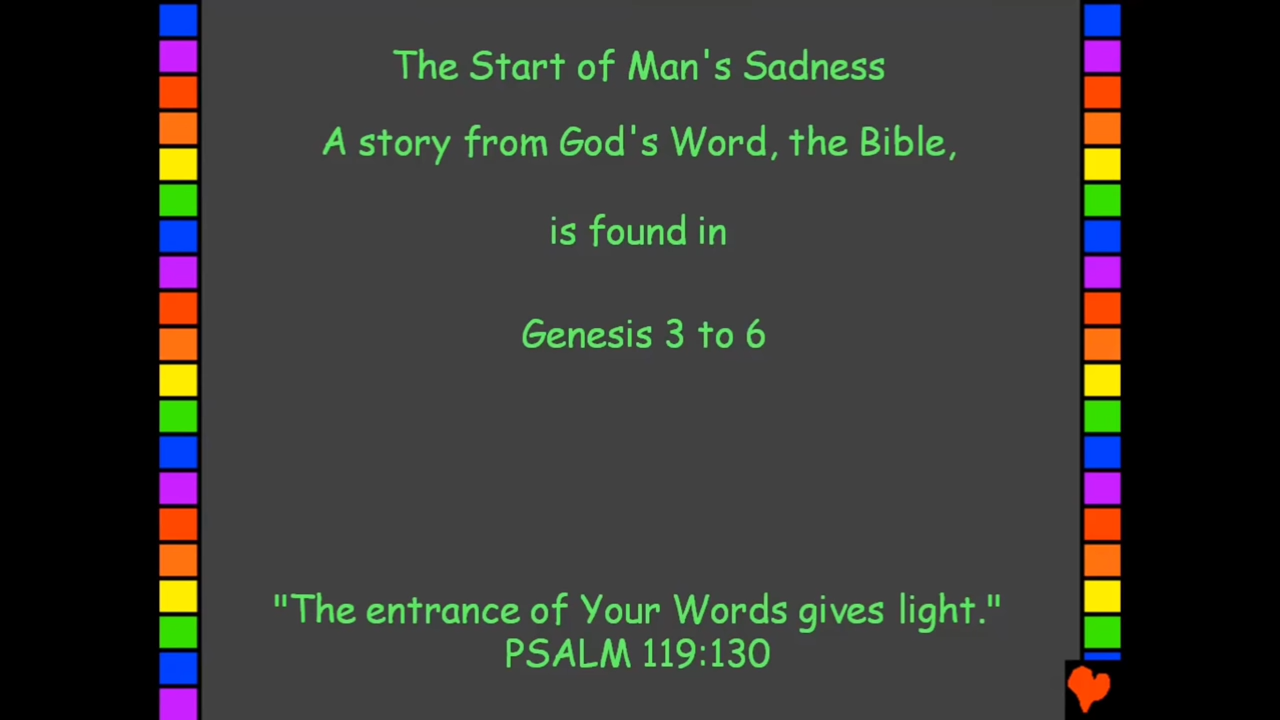 The Start of Man's Sadness
A story from God's Word, the Bible,
is found in
Genesis 3 to 6
"The entrance of Your Words gives light."
PSALM 119:130